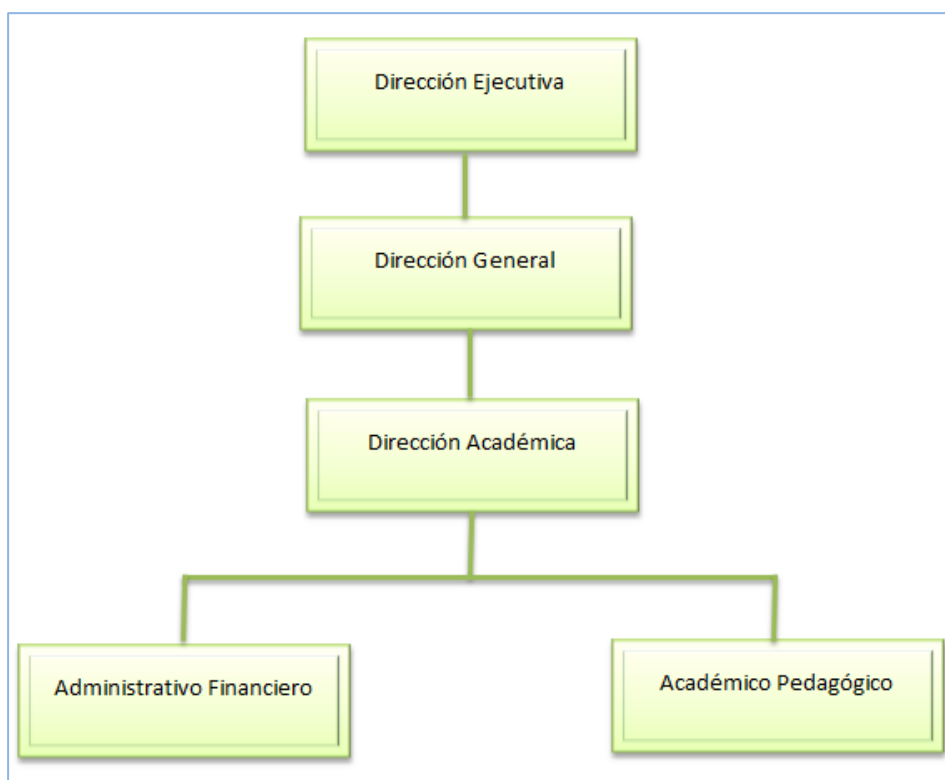 Dirección Ejecutiva
Dirección General
Dirección Académica
Administrativo Financiero
Académico Pedagógico